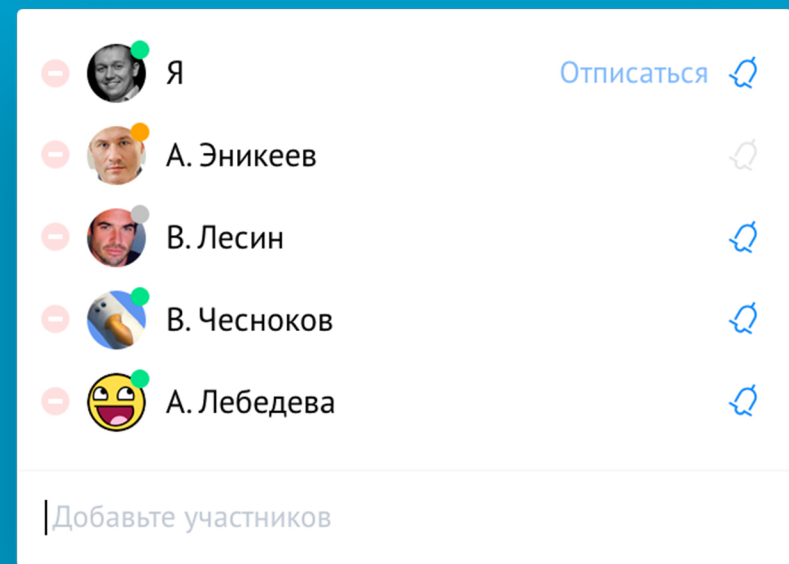 Я Отписаться
А. Эникеев
В. Лесин
В. Чесноков
А. Лебедева
Добавьте участников